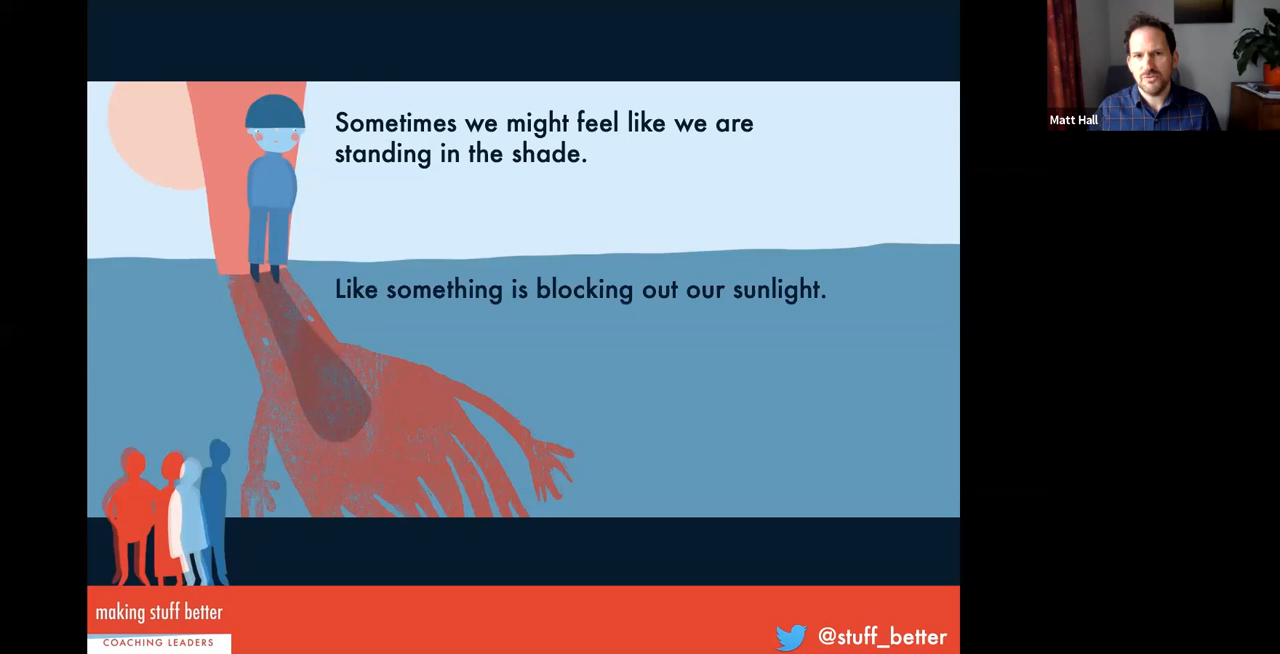 Sometimes we might feel like we are
standing in the shade.
Matt Hall
Like something is blocking out our sunlight.
making stuff better
COACHING LEADERS
@stuff_better